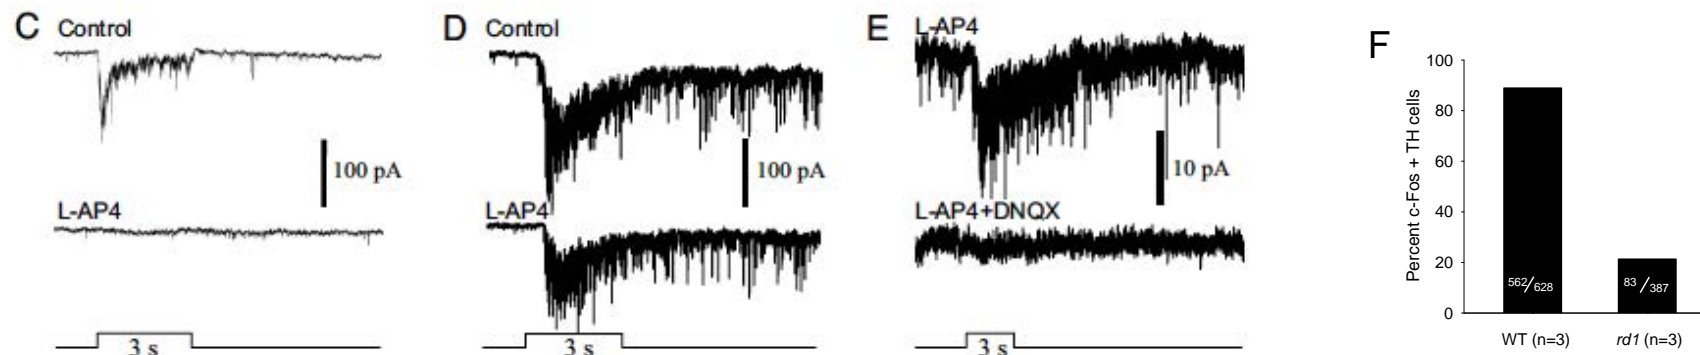 C Control
100 pA
L-AP4
3 s
D Control
100 pA
L-AP4
3 s
E L-AP4
10 pA
L-AP4+DNQX
3 s
F
Percent c-Fos + TH cells
100
80
60
40
20
0
562/628
83/387
WT (n=3)
rd1 (n=3)